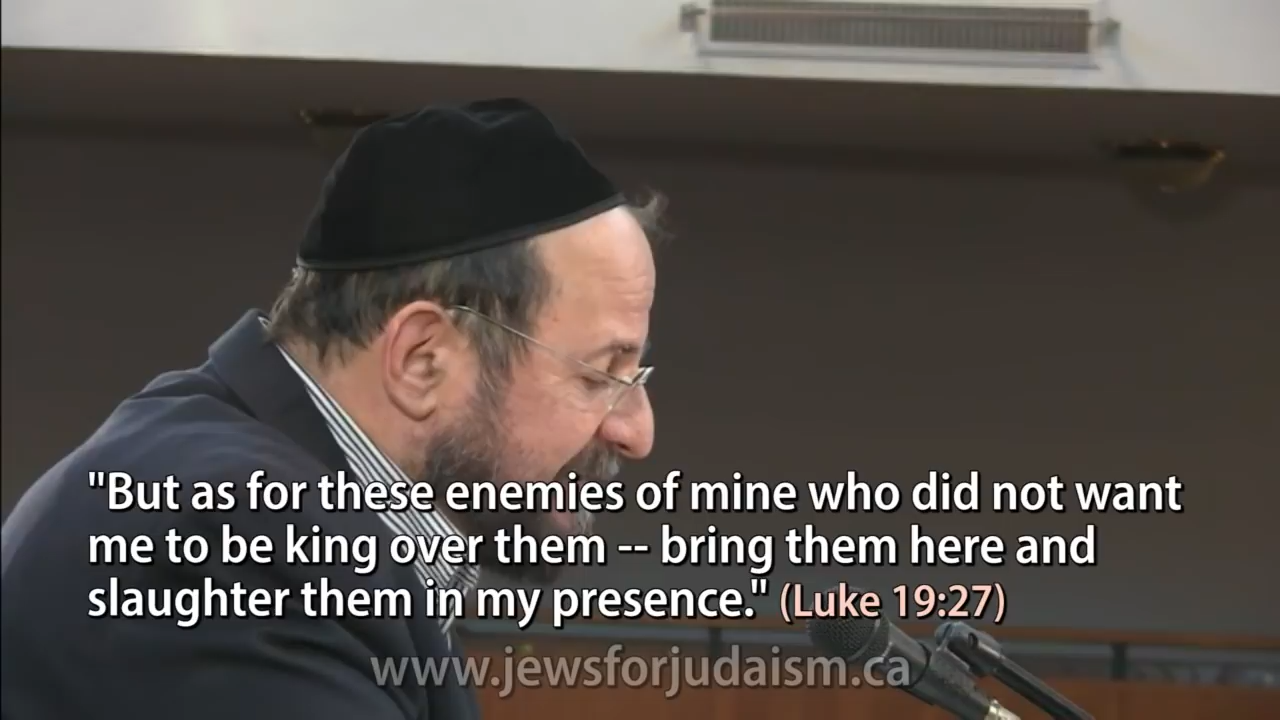 "But as for these enemies of mine who did not want
me to be king over them -- bring them here and
slaughter them in my presence." (Luke 19:27)
www.jewsforjudaism.ca